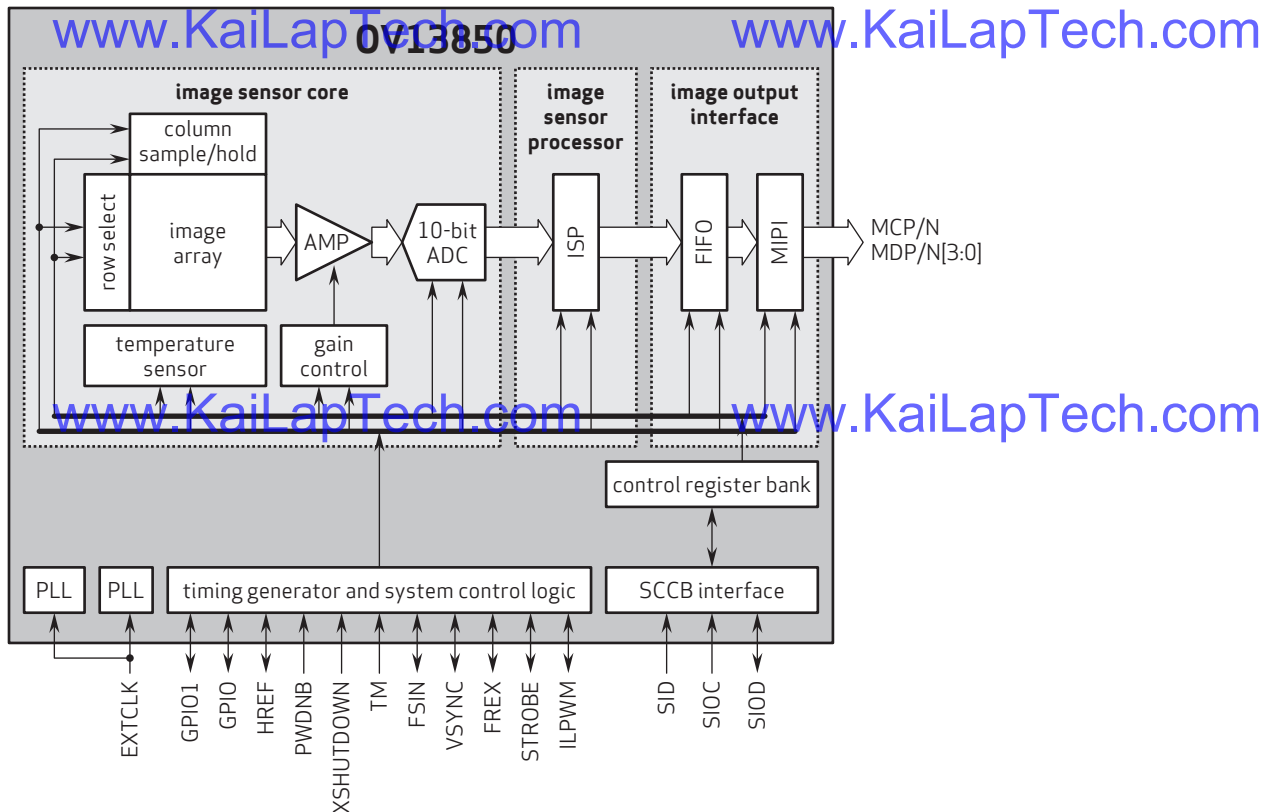 www.KaiLapTech.com
www.KaiLapTech.com
OV13850
image sensor core
image
sensor
processor
image output
interface
column
sample/hold
row select
image
array
AMP
10-bit
ADC
ISP
FIFO
MIPI
MCP/N
MDP/N[3:0]
temperature
sensor
gain
control
www.KaiLapTech.com
www.KaiLapTech.com
control register bank
PLL
PLL
timing generator and system control logic
SCCB interface
EXTCLK
GPIO1
GPIO
HREF
PWDNB
XSHUTDOWN
TM
FSIN
VSYNC
FREX
STROBE
ILPWM
SID
SIOC
SIOD